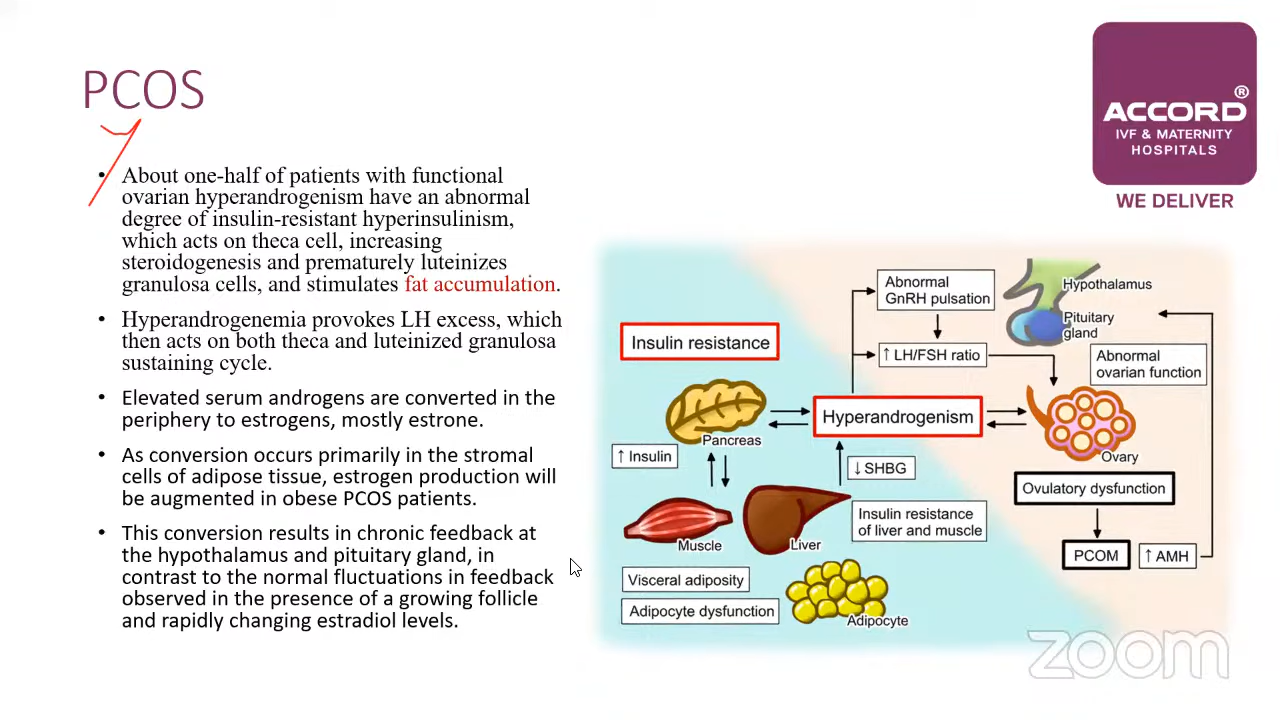 PCOS
• About one-half of patients with functional
ovarian hyperandrogenism have an abnormal
degree of insulin-resistant hyperinsulinism,
which acts on theca cell, increasing
steroidogenesis and prematurely luteinizes
granulosa cells, and stimulates fat accumulation.
• Hyperandrogenemia provokes LH excess, which
then acts on both theca and luteinized granulosa
sustaining cycle.
• Elevated serum androgens are converted in the
periphery to estrogens, mostly estrone.
• As conversion occurs primarily in the stromal
cells of adipose tissue, estrogen production will
be augmented in obese PCOS patients.
• This conversion results in chronic feedback at
the hypothalamus and pituitary gland, in
contrast to the normal fluctuations in feedback
observed in the presence of a growing follicle
and rapidly changing estradiol levels.
ACCORD®
IVF & MATERNITY
HOSPITALS
WE DELIVER
Abnormal
GnRH pulsation
Hypothalamus
Pituitary
gland
Insulin resistance
↑ LH/FSH ratio
Abnormal
ovarian function
Hyperandrogenism
Pancreas
↑ Insulin
Ovary
↓ SHBG
Ovulatory dysfunction
Insulin resistance
of liver and muscle
Muscle
Liver
PCOM
↑ AMH
Visceral adiposity
Adipocyte dysfunction
Adipocyte
zoom